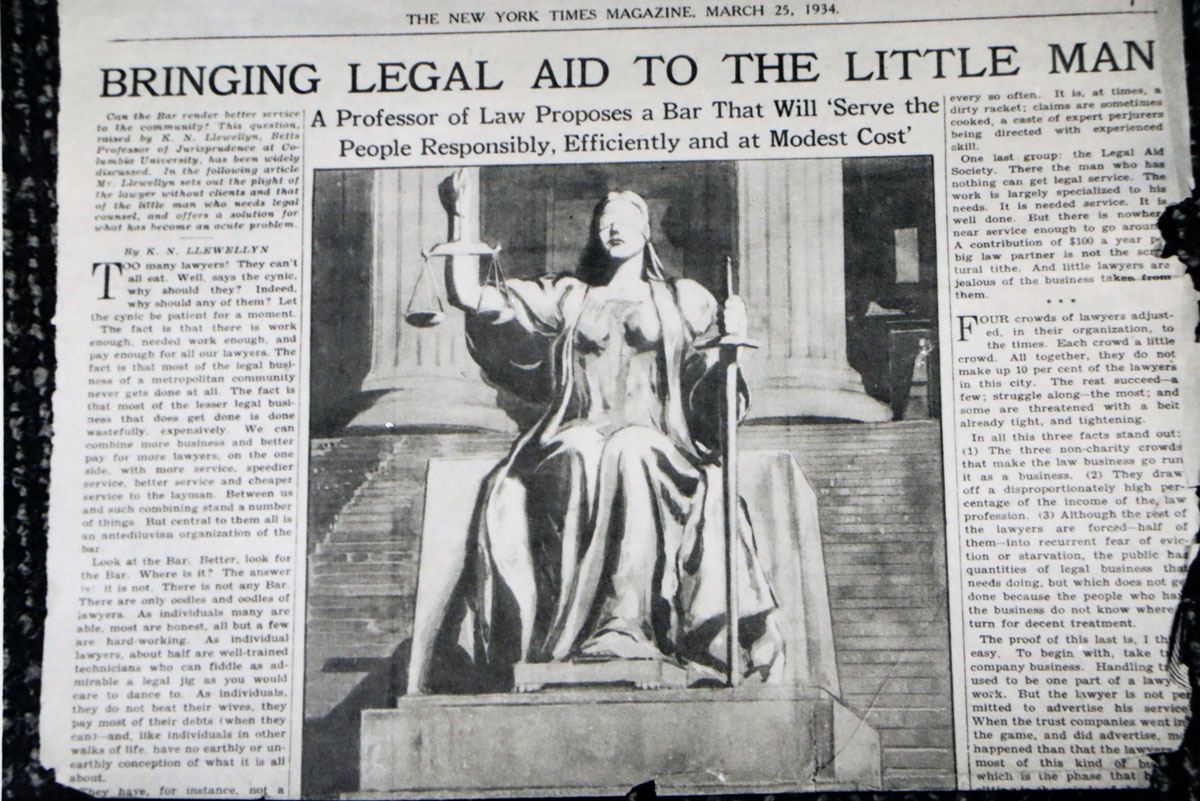 THE NEW YORK TIMES MAGAZINE, MARCH 25, 1934.
BRINGING LEGAL AID TO THE LITTLE MAN
A Professor of Law Proposes a Bar That Will 'Serve the
People Responsibly, Efficiently and at Modest Cost'
Can the Bar render better service
to the community? This question,
raised by K. N. Llewellyn, Betts
Professor of Jurisprudence at Co-
lumbia University, has been widely
discussed. In the following article
Mr. Llewellyn sets out the plight of
the lawyer without clients and that
of the little man who needs legal
counsel, and offers a solution for
what has become an acute problem.
By K. N. LLEWELLYN
TOO many lawyers! They can't
all eat. Well, says the cynic,
why should they? Indeed,
why should any of them? Let
the cynic be patient for a moment.
The fact is that there is work
enough, needed work enough, and
pay enough for all our lawyers. The
fact is that most of the legal busi-
ness of a metropolitan community
never gets done at all. The fact is
that most of the lesser legal busi-
ness that does get done is done
wastefully, expensively. We can
combine more business and better
pay for more lawyers, on the one
side, with more service, speedier
service, better service and cheaper
service to the layman. Between us
and such combining stand a number
of things. But central to them all is
an antediluvian organization of the
bar.
Look at the Bar. Better, look for
the Bar. Where is it? The answer
is: it is not. There is not any Bar.
There are only oodles and oodles of
lawyers. As individuals many are
able, most are honest, all but a few
are hard-working. As individual
lawyers, about half are well-trained
technicians who can fiddle as ad-
mirable a legal jig as you would
care to dance to. As individuals,
they do not beat their wives, they
pay most of their debts (when they
can)—and, like individuals in other
walks of life, have no earthly or un-
earthly conception of what it is all
about.
They have, for instance, not a
every so often. It is, at times, a
dirty racket; claims are sometimes
cooked, a caste of expert perjurers
being directed with experienced
skill.
One last group: the Legal Aid
Society. There the man who has
nothing can get legal service. The
work is largely specialized to his
needs. It is needed service. It is
well done. But there is nowhere
near service enough to go around.
A contribution of $100 a year
big law partner is not the
tural tithe. And little lawyers are
jealous of the business taken from
them.
* * *
FOUR crowds of lawyers adjust-
ed, in their organization, to
the times. Each crowd a little
crowd. All together, they do not
make up 10 per cent of the lawyers
in this city. The rest succeed—a
few; struggle along—the most; and
some are threatened with a belt
already tight, and tightening.
In all this three facts stand out:
(1) The three non-charity crowds
that make the law business go run
it as a business. (2) They draw
off a disproportionately high per-
centage of the income of the law
profession. (3) Although the rest of
the lawyers are forced—half of
them—into recurrent fear of evic-
tion or starvation, the public has
quantities of legal business that
needs doing, but which does not
done because the people who
the business do not know where
turn for decent treatment.
The proof of this last is, I
easy. To begin with, take
company business. Handling
used to be one part of a
work. But the lawyer is not
mitted to advertise his
When the trust companies went
the game, and did advertise,
happened than that the
most of this kind of
which is the phase that